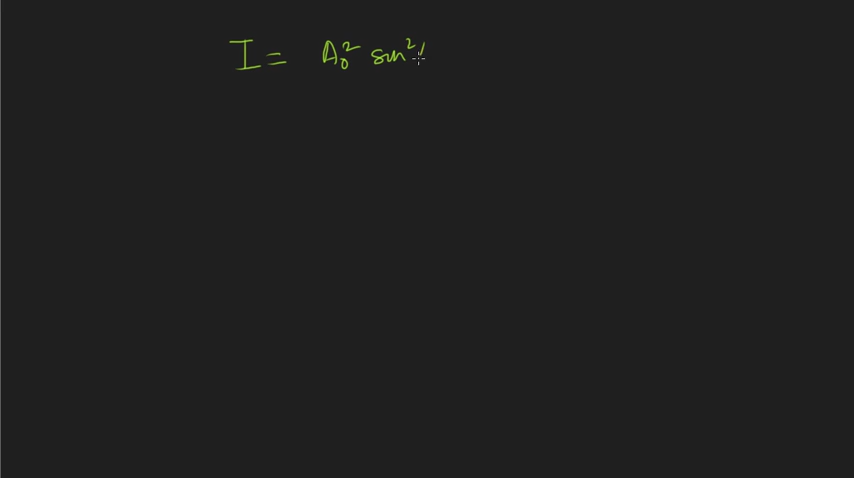 I = A₀² sin²